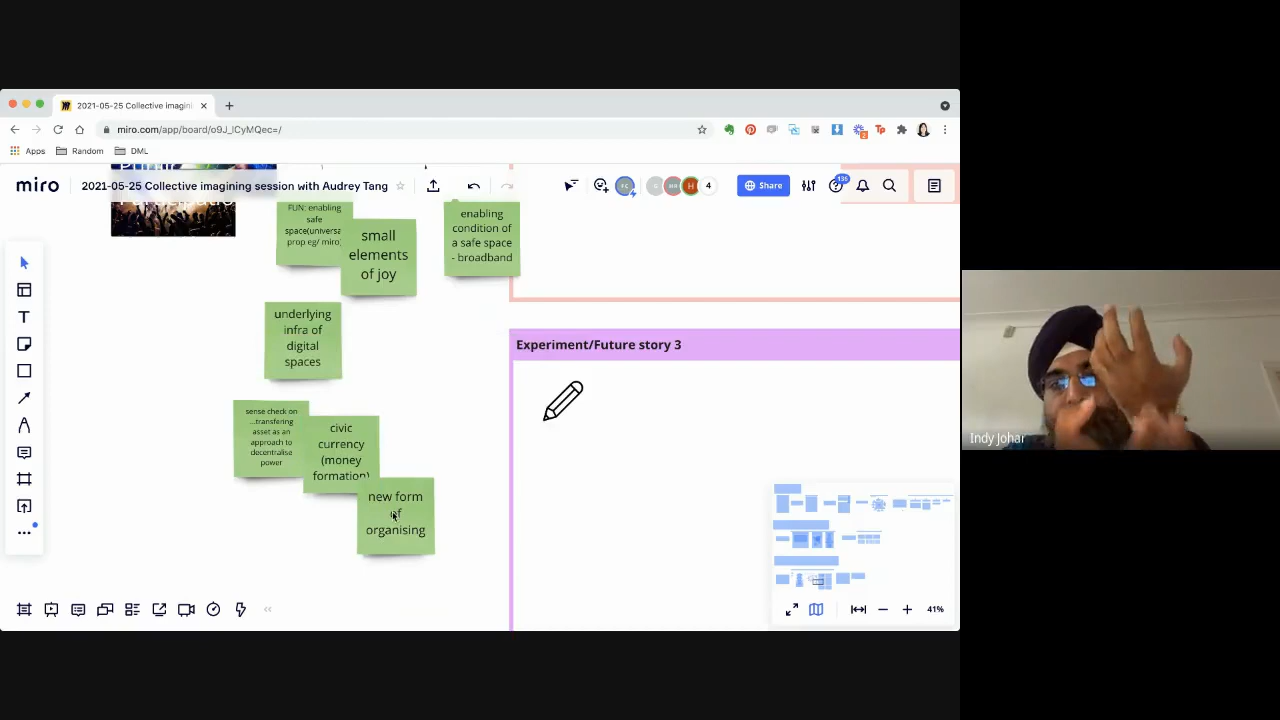 2021-05-25 Collective imagini
miro.com/app/board/o9J_lCyMQec=/
Apps
Random
DML
miro
2021-05-25 Collective imagining session with Audrey Tang
4
Share
136
2
Tp
FUN: enabling
safe
space(universa
prop eg/ miro)
small
elements
of joy
enabling
condition of
a safe space
- broadband
underlying
infra of
digital
spaces
sense check on
...transfering
asset as an
approach to
decentralise
power
civic
currency
(money
formation)
new form
of
organising
Experiment/Future story 3
41%
Indy Johar